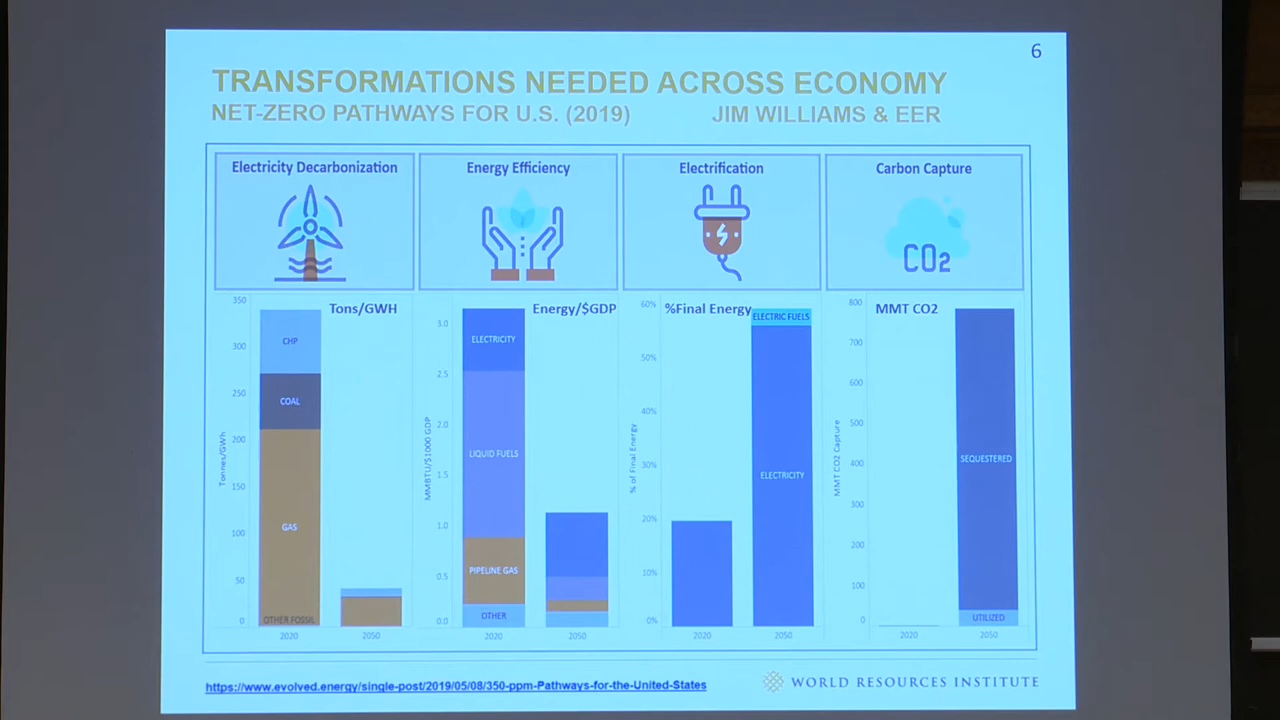 6
TRANSFORMATIONS NEEDED ACROSS ECONOMY
NET-ZERO PATHWAYS FOR U.S. (2019) JIM WILLIAMS & EER
Electricity Decarbonization
Energy Efficiency
Electrification
Carbon Capture
CO2
Tons/GWH
350
300
250
200
150
100
50
0
Tonnes/GWh
CHP
COAL
GAS
OTHER FOSSIL
2020
2050
Energy/$GDP
3.0
2.5
2.0
1.5
1.0
0.5
0.0
MMBTU/$1000 GDP
ELECTRICITY
LIQUID FUELS
PIPELINE GAS
OTHER
2020
2050
%Final Energy
60%
50%
40%
30%
20%
10%
0%
% of Final Energy
ELECTRIC FUELS
ELECTRICITY
2020
2050
MMT CO2
800
700
600
500
400
300
200
100
0
MMT CO2 Capture
SEQUESTERED
UTILIZED
2020
2050
https://www.evolved.energy/single-post/2019/05/08/350-ppm-Pathways-for-the-United-States
WORLD RESOURCES INSTITUTE